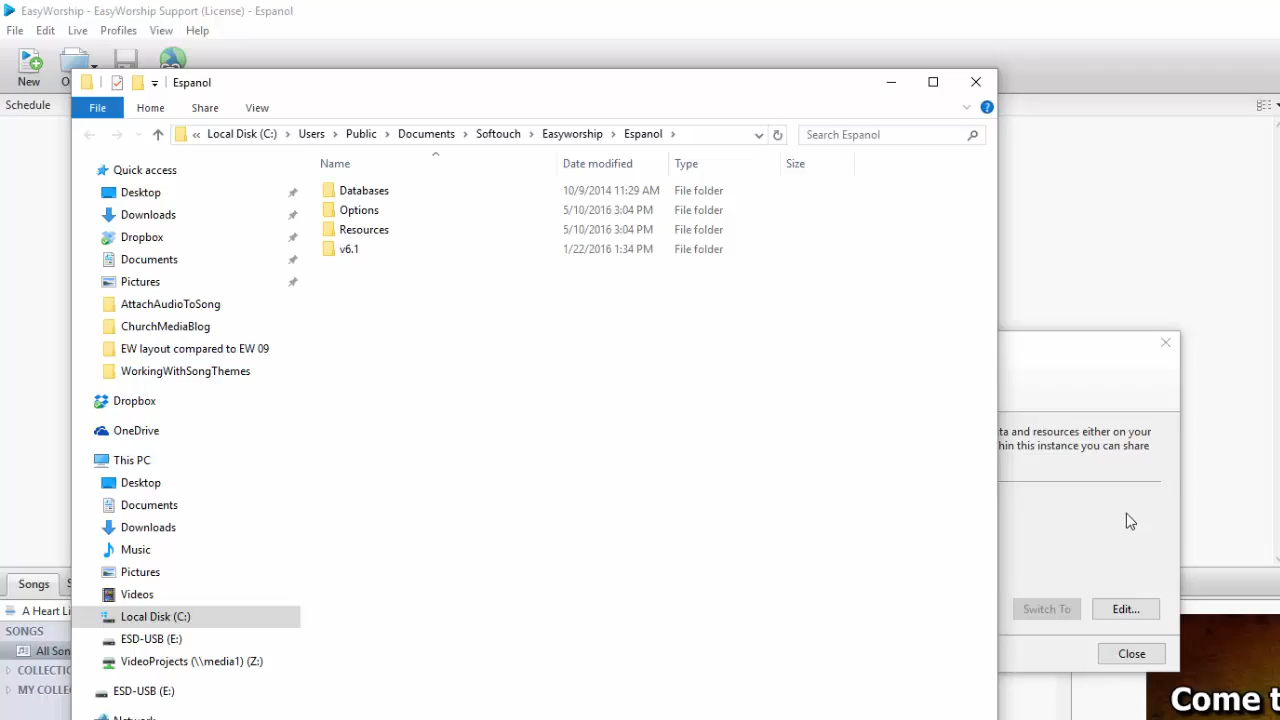 EasyWorship - EasyWorship Support (License) - Espanol
File Edit Live Profiles View Help
New
Schedule
Espanol
File Home Share View
« Local Disk (C:) > Users > Public > Documents > Softouch > Easyworship > Espanol >
Search Espanol
Name Date modified Type Size
Databases 10/9/2014 11:29 AM File folder
Options 5/10/2016 3:04 PM File folder
Resources 5/10/2016 3:04 PM File folder
v6.1 1/22/2016 1:34 PM File folder
Quick access
Desktop
Downloads
Dropbox
Documents
Pictures
AttachAudioToSong
ChurchMediaBlog
EW layout compared to EW 09
WorkingWithSongThemes
Dropbox
OneDrive
This PC
Desktop
Documents
Downloads
Music
Pictures
Videos
Local Disk (C:)
ESD-USB (E:)
VideoProjects (\\media1) (Z:)
ESD-USB (E:)
Network
ta and resources either on your
hin this instance you can share
Switch To Edit...
Close
Songs
A Heart Li
SONGS
All Son
COLLECTIO
MY COLLE
Come t